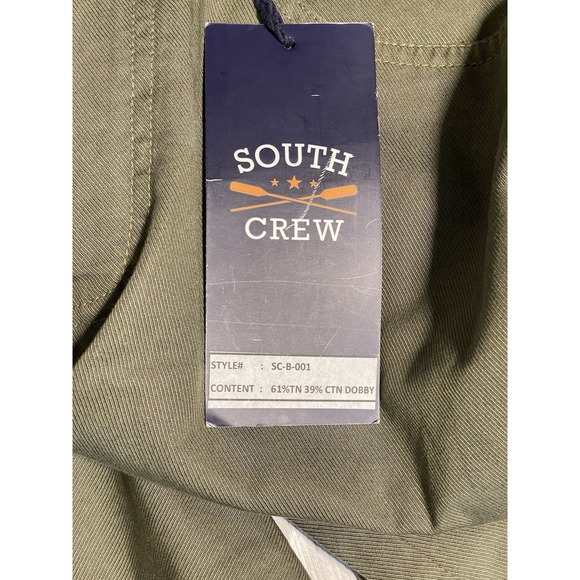 SOUTH
CREW
STYLE# : SC-B-001
CONTENT : 61%TN 39% CTN DOBBY